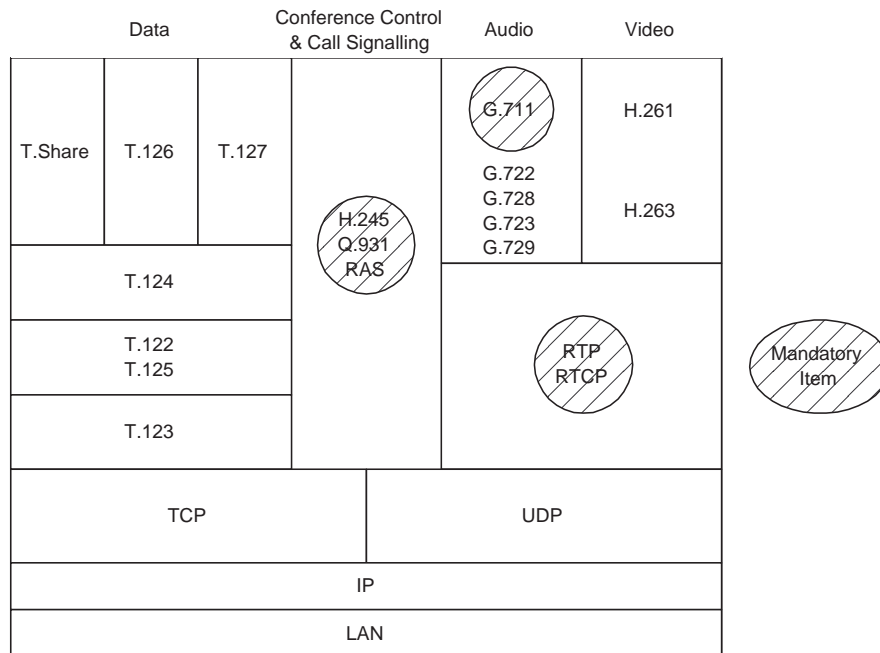 Data
Conference Control
& Call Signalling
Audio
Video
T.Share
T.126
T.127
H.245
Q.931
RAS
G.711
G.722
G.728
G.723
G.729
H.261
H.263
T.124
T.122
T.125
T.123
RTP
RTCP
Mandatory
Item
TCP
UDP
IP
LAN